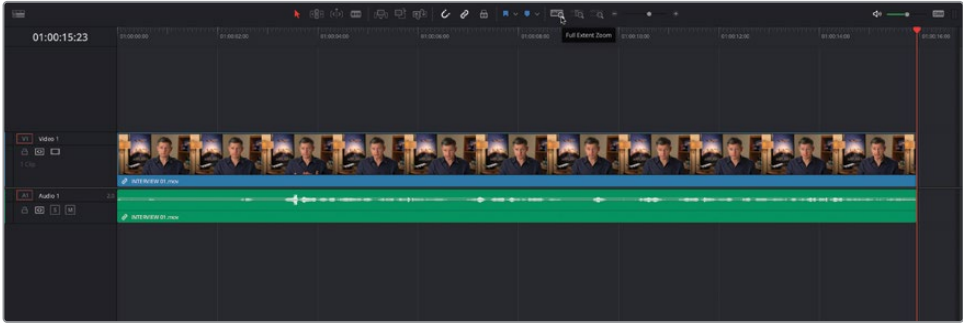 01:00:15:23
01:00:00:00
01:00:02:00
01:00:04:00
01:00:06:00
01:00:08:00
01:00:10:00
01:00:12:00
01:00:14:00
01:00:16:00
Full Extent Zoom
V1 Video 1
1 Clip
INTERVIEW 01.mov
A1 Audio 1
S M
INTERVIEW 01.mov